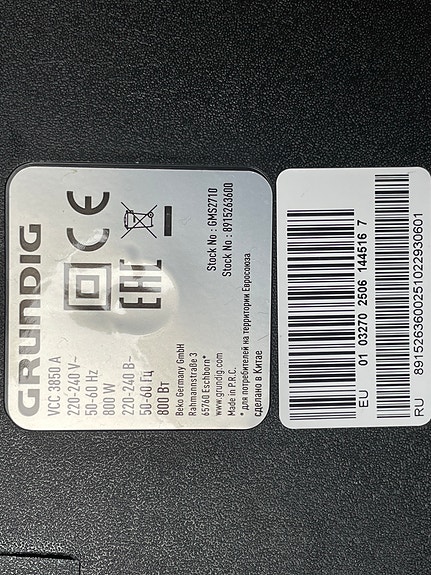 GRUNDIG
VCC 3850 A
220-240 V~
50-60 Hz
800 W
220-240 В~
50-60 Гц
800 Вт
Beko Germany GmbH
Rahmannstraße 3
65760 Eschborn*
www.grundig.com
Made in P.R.C.
* для потребителей на территории Евросоюза
сделано в Китае
CE
EAC
Stock No : GMS2710
Stock No : 8915263600
EU 01 03270 2506 144516 7
RU 8915263600251022930601